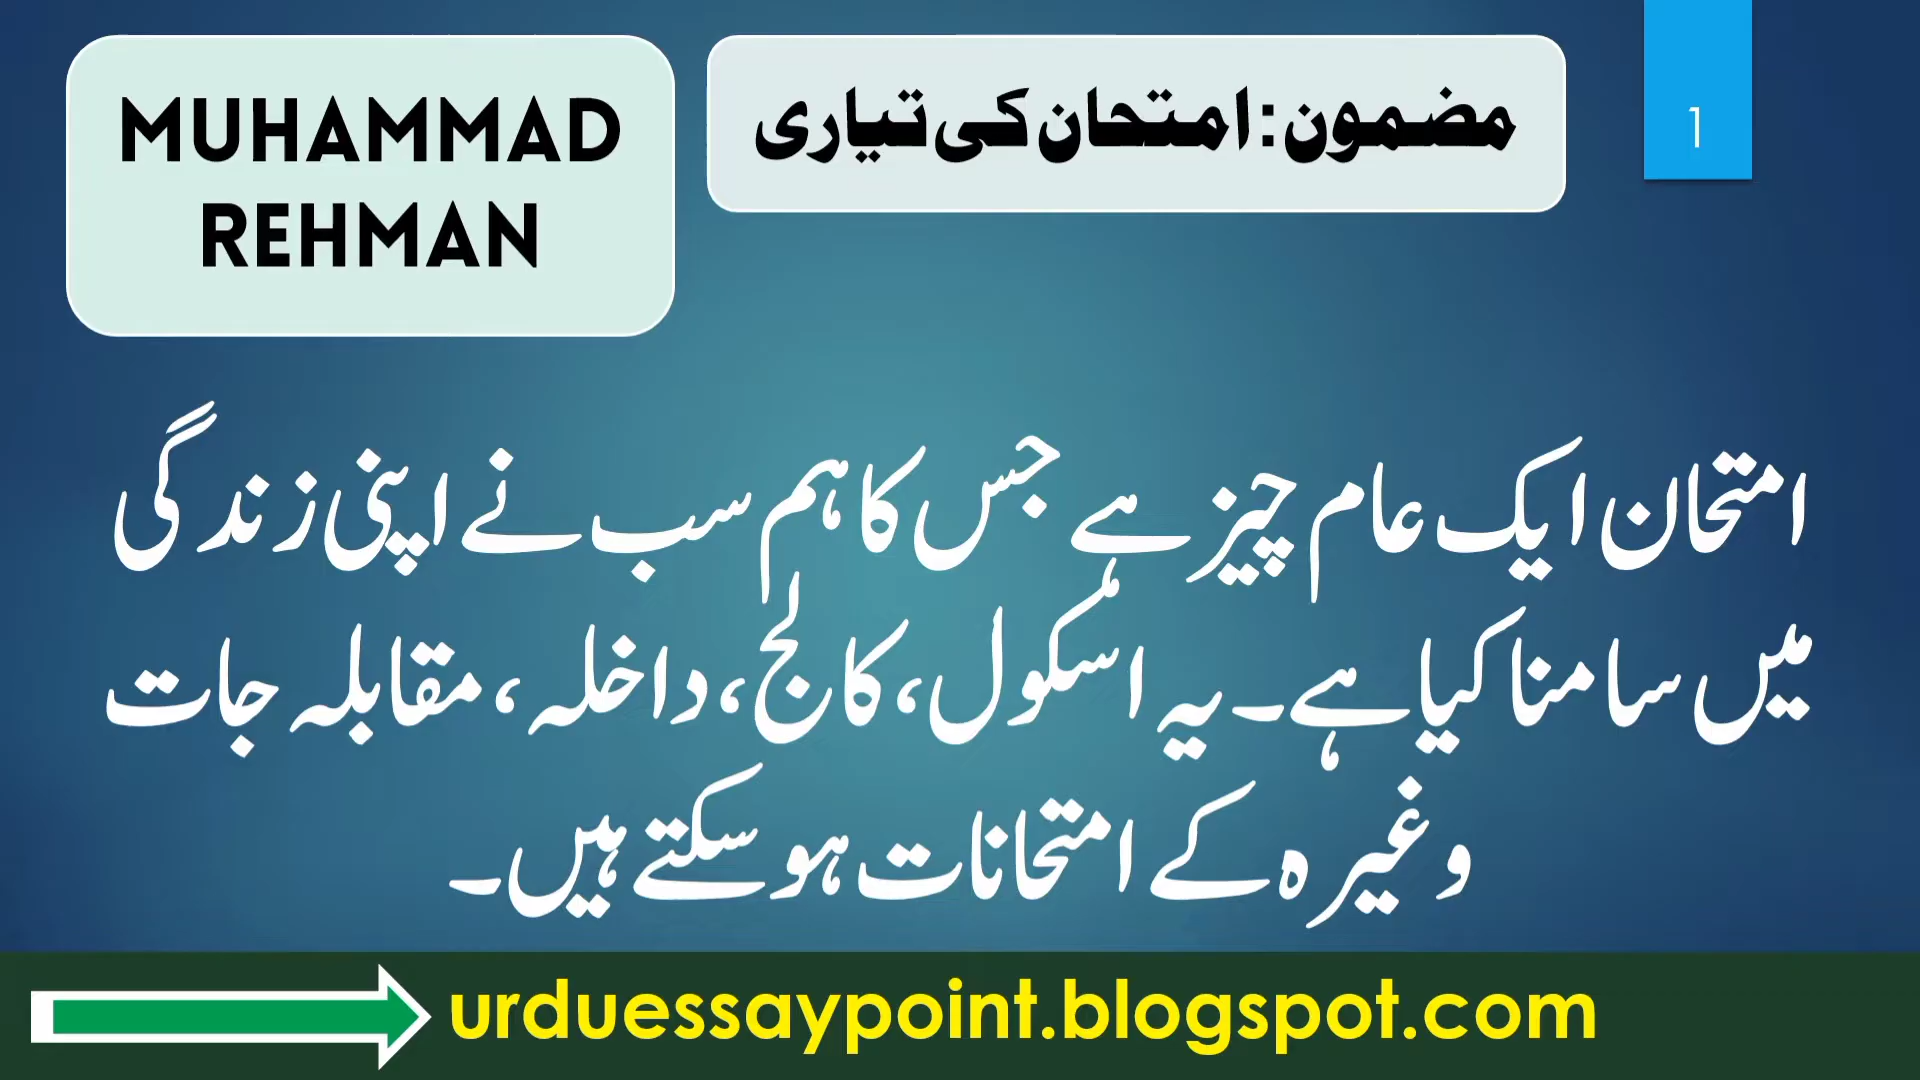 MUHAMMAD
REHMAN
مضمون: امتحان کی تیاری
1
امتحان ایک عام چیز ہے جس کا ہم سب نے اپنی زندگی
میں سامنا کیا ہے۔ یہ اسکول، کالج، داخلہ، مقابلہ جات
وغیرہ کے امتحانات ہو سکتے ہیں۔
urduessaypoint.blogspot.com